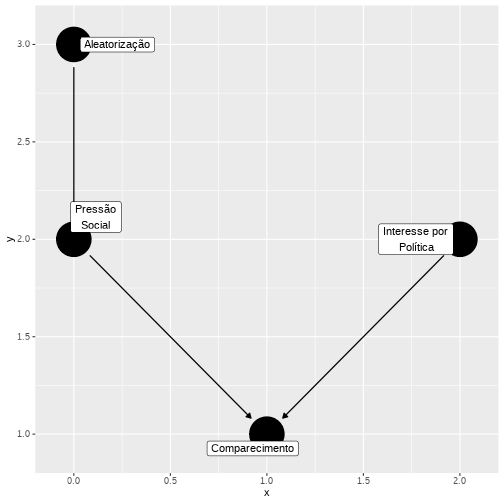 3.0
Aleatorização
2.5
Pressão
Social
y
2.0
Interesse por
Política
1.5
1.0
Comparecimento
0.0
0.5
1.0
1.5
2.0
x